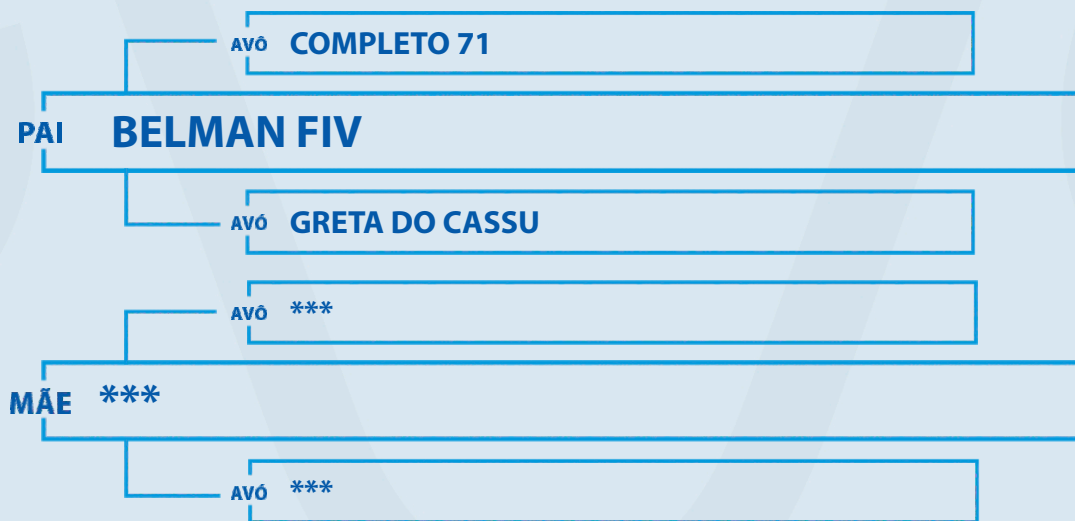 AVÔ COMPLETO 71
PAI BELMAN FIV
AVÓ GRETA DO CASSU
AVÔ ***
MÃE ***
AVÓ ***